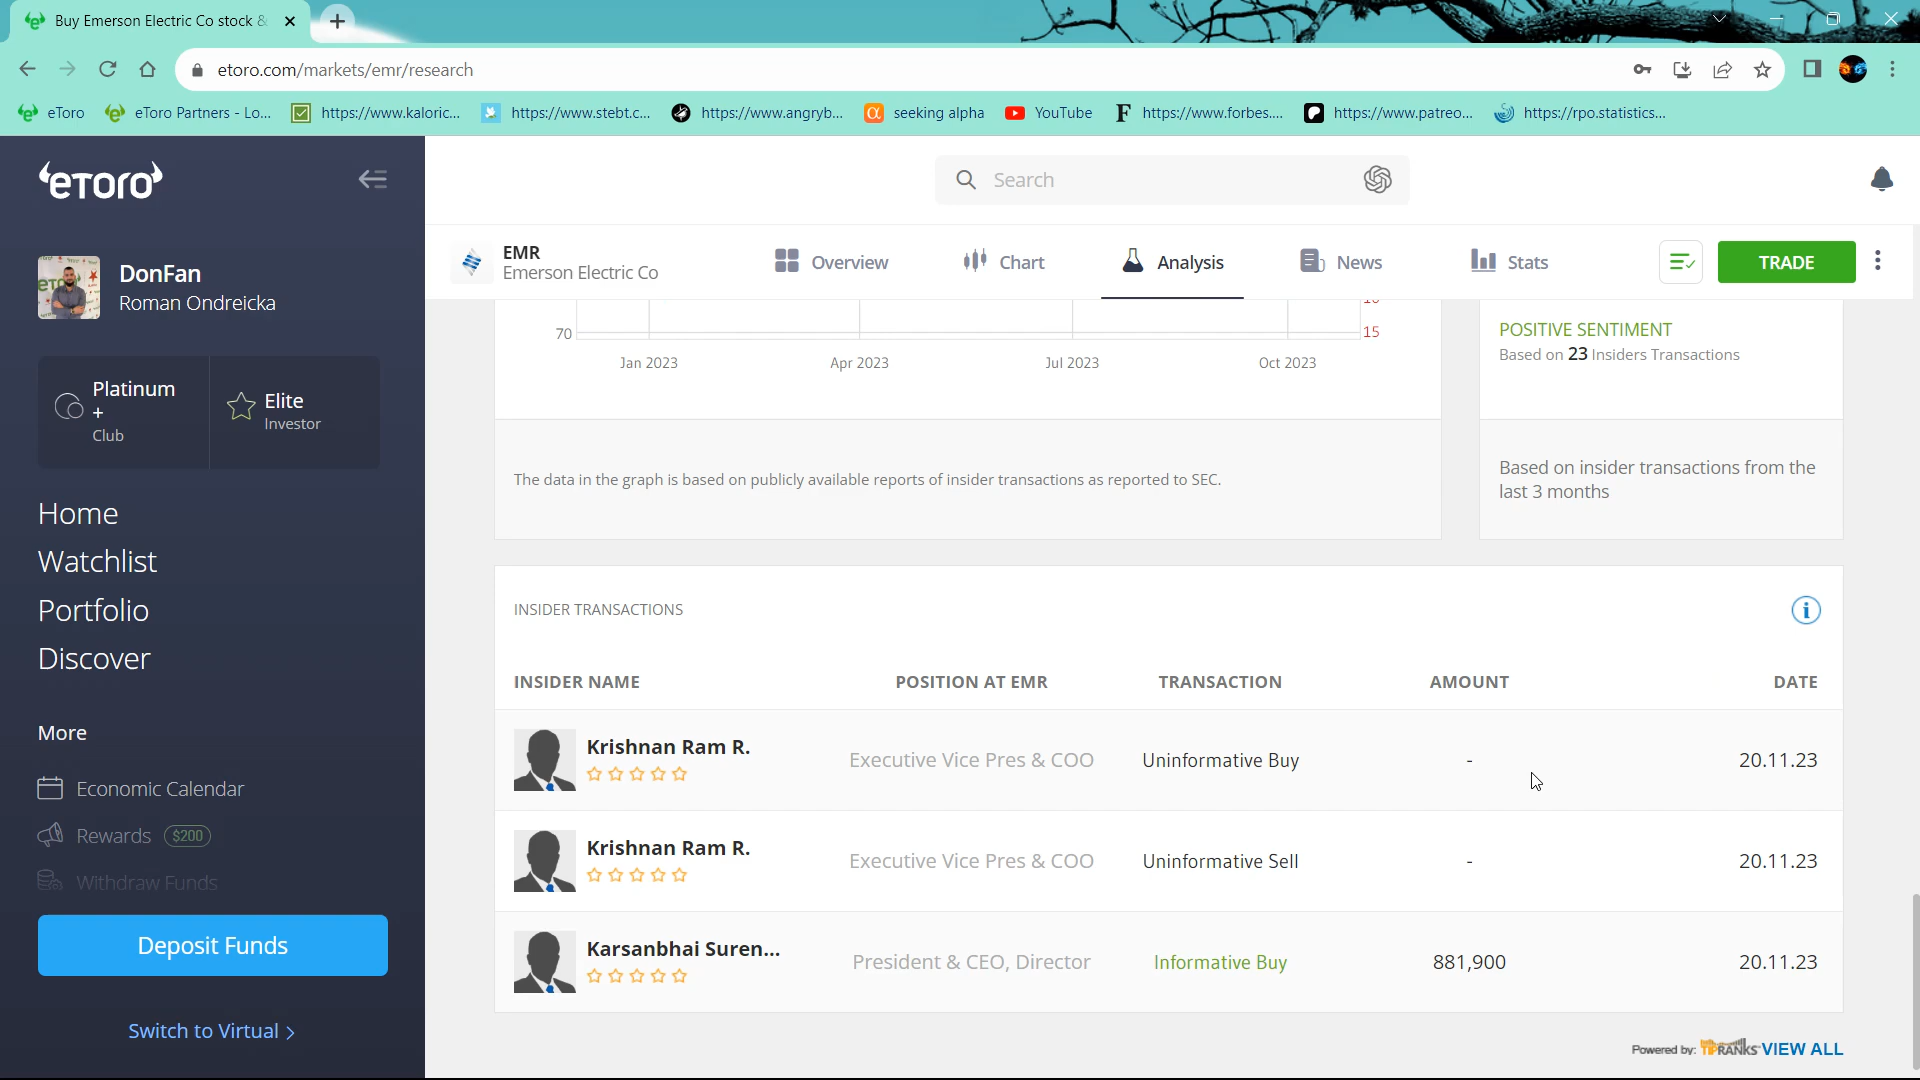 Buy Emerson Electric Co stock &
etoro.com/markets/emr/research
eToro
eToro Partners - Lo...
https://www.kaloric...
https://www.stebt.c...
https://www.angryb...
seeking alpha
YouTube
https://www.forbes....
https://www.patreo...
https://rpo.statistics...
eToro
Search
DonFan
Roman Ondreicka
Platinum
+
Club
Elite
Investor
Home
Watchlist
Portfolio
Discover
More
Economic Calendar
Rewards $200
Withdraw Funds
Deposit Funds
Switch to Virtual >
EMR
Emerson Electric Co
Overview
Chart
Analysis
News
Stats
TRADE
70
15
Jan 2023 Apr 2023 Jul 2023 Oct 2023
The data in the graph is based on publicly available reports of insider transactions as reported to SEC.
POSITIVE SENTIMENT
Based on 23 Insiders Transactions
Based on insider transactions from the
last 3 months
INSIDER TRANSACTIONS
i
INSIDER NAME POSITION AT EMR TRANSACTION AMOUNT DATE
Krishnan Ram R. Executive Vice Pres & COO Uninformative Buy - 20.11.23
Krishnan Ram R. Executive Vice Pres & COO Uninformative Sell - 20.11.23
Karsanbhai Suren... President & CEO, Director Informative Buy 881,900 20.11.23
Powered by: TIPRANKS VIEW ALL